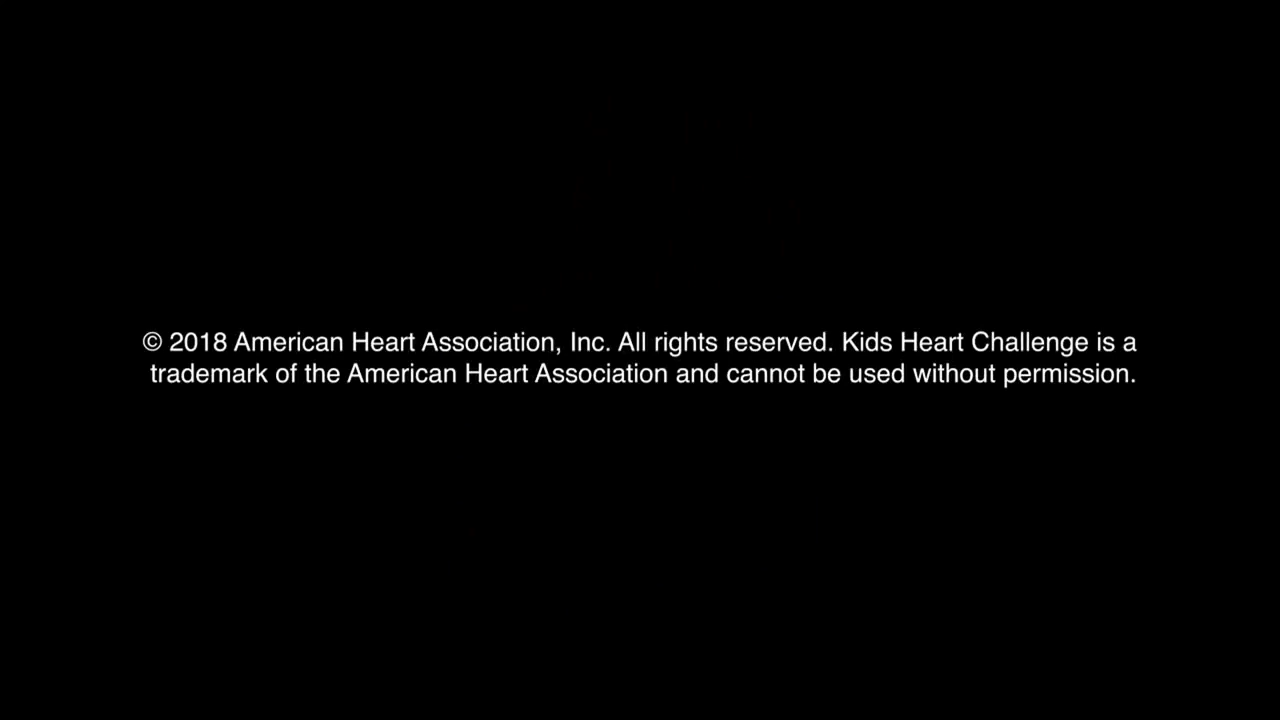 © 2018 American Heart Association, Inc. All rights reserved. Kids Heart Challenge is a
trademark of the American Heart Association and cannot be used without permission.